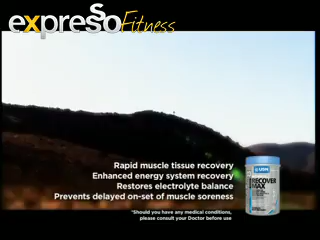 expresso Fitness
Rapid muscle tissue recovery
Enhanced energy system recovery
Restores electrolyte balance
Prevents delayed on-set of muscle soreness
USN
RECOVER
MAX
*Should you have any medical conditions,
please consult your Doctor before use